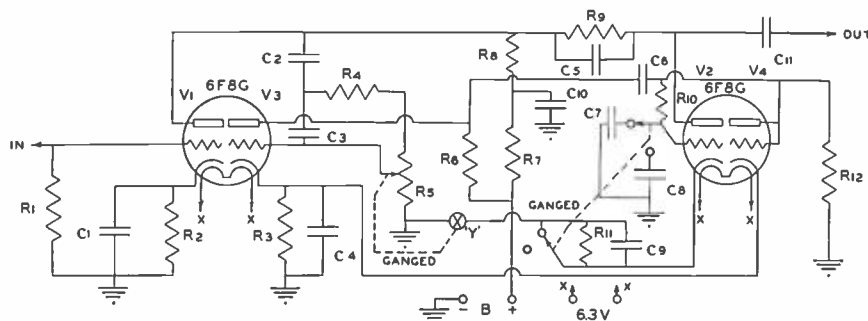 R9
OUT
C2
R8
C5
C11
R4
C6
V2 V4
V1 6F8G V3
6F8G
R10
C10
C7
C3
IN
R6
R7
R5
C8
R12
R1
X X
X X
GANGED
C1
R2
R3
C4
"Y"
R11
C9
GANGED
X X
- B +
6.3V